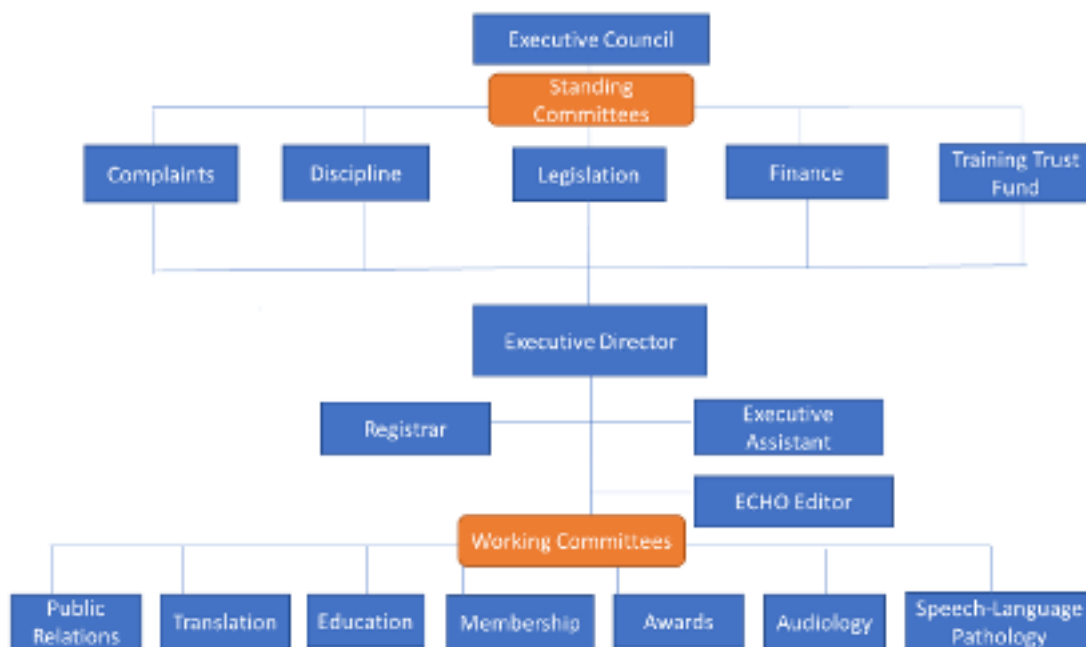 Executive Council
Standing
Committees
Complaints
Discipline
Legislation
Finance
Training Trust
Fund
Executive Director
Registrar
Executive
Assistant
ECHO Editor
Working Committees
Public
Relations
Translation
Education
Membership
Awards
Audiology
Speech-Language
Pathology